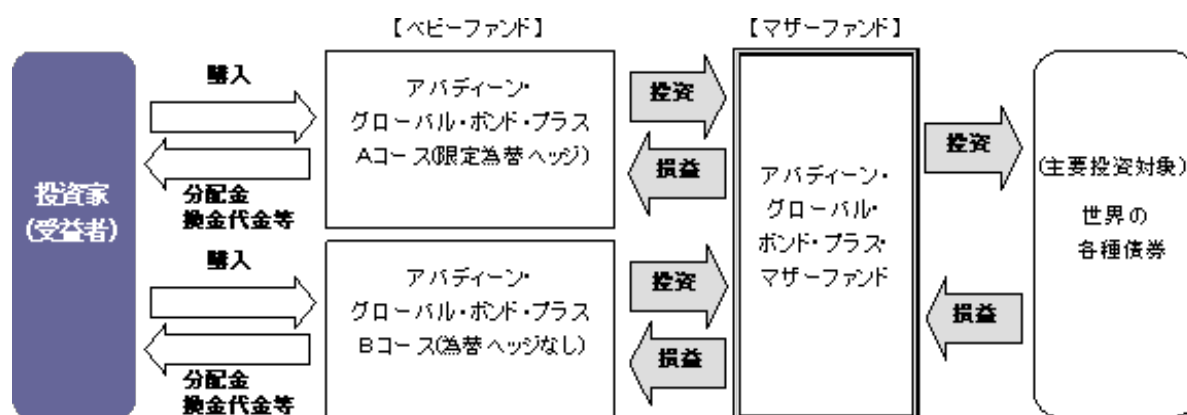 【ベビーファンド】
【マザーファンド】
投資家
(受益者)
購入
分配金
換金代金等
購入
分配金
換金代金等
アバディーン・
グローバル・ボンド・プラス
Aコース(限定為替ヘッジ)
アバディーン・
グローバル・ボンド・プラス
Bコース(為替ヘッジなし)
投資
損益
投資
損益
アバディーン・
グローバル・
ボンド・プラス・
マザーファンド
投資
損益
(主要投資対象)
世界の
各種債券